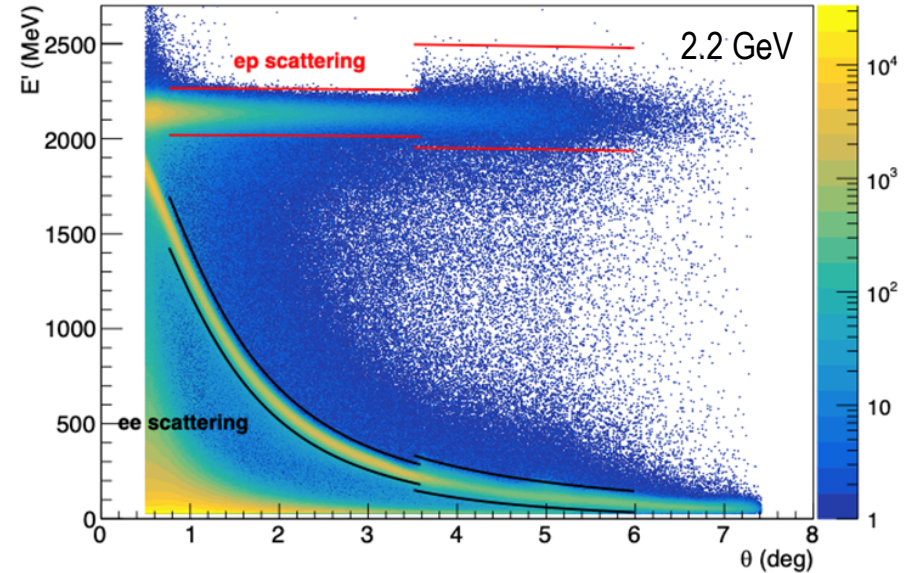 2.2 GeV
ep scattering
ee scattering
E' (MeV)
2500
2000
1500
1000
500
0
0 1 2 3 4 5 6 7 8
θ (deg)
10⁴
10³
10²
10
1